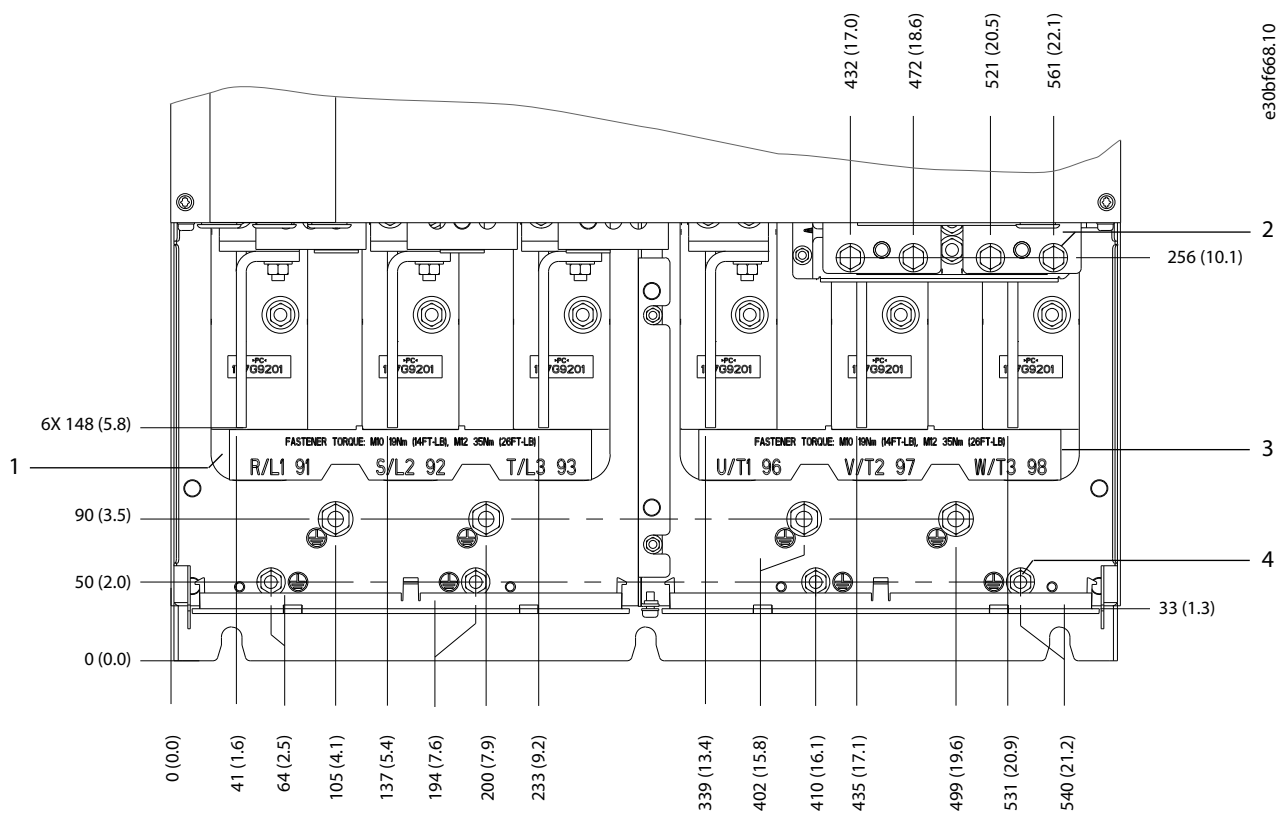 432 (17.0)
472 (18.6)
521 (20.5)
561 (22.1)
e30bf668.10
2
256 (10.1)
»PC«
»PC«
»PC«
»PC«
»PC«
»PC«
6X 148 (5.8)
FASTENER TORQUE: M10 19Nm (14FT-LB), M12 35Nm (26FT-LB)
FASTENER TORQUE: M10 19Nm (14FT-LB), M12 35Nm (26FT-LB)
1
R/L1 91 S/L2 92 T/L3 93
U/T1 96 V/T2 97 W/T3 98
3
90 (3.5)
50 (2.0)
4
33 (1.3)
0 (0.0)
0 (0.0)
41 (1.6)
64 (2.5)
105 (4.1)
137 (5.4)
194 (7.6)
200 (7.9)
233 (9.2)
339 (13.4)
402 (15.8)
410 (16.1)
435 (17.1)
499 (19.6)
531 (20.9)
540 (21.2)